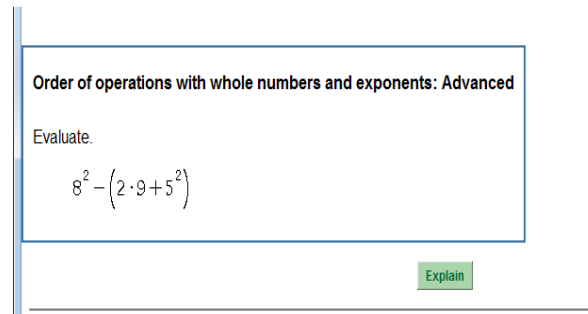 Order of operations with whole numbers and exponents: Advanced
Evaluate.
8²−(2·9+5²)
Explain